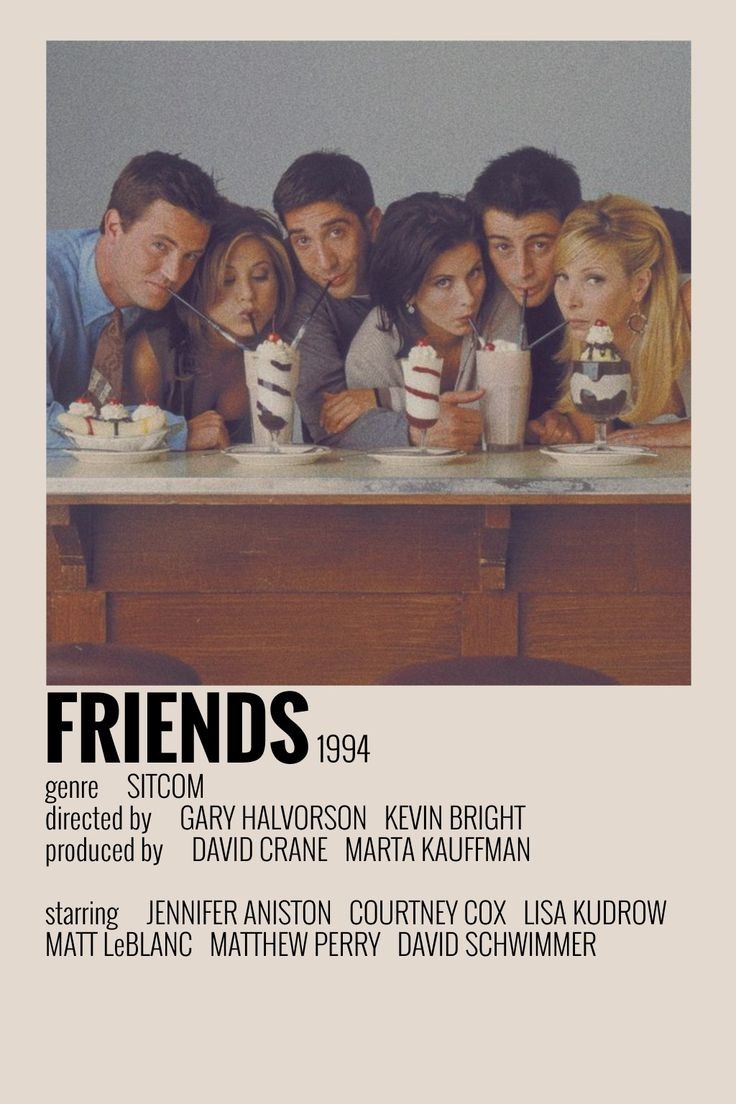 FRIENDS 1994
genre SITCOM
directed by GARY HALVORSON KEVIN BRIGHT
produced by DAVID CRANE MARTA KAUFFMAN
starring JENNIFER ANISTON COURTNEY COX LISA KUDROW
MATT LeBLANC MATTHEW PERRY DAVID SCHWIMMER